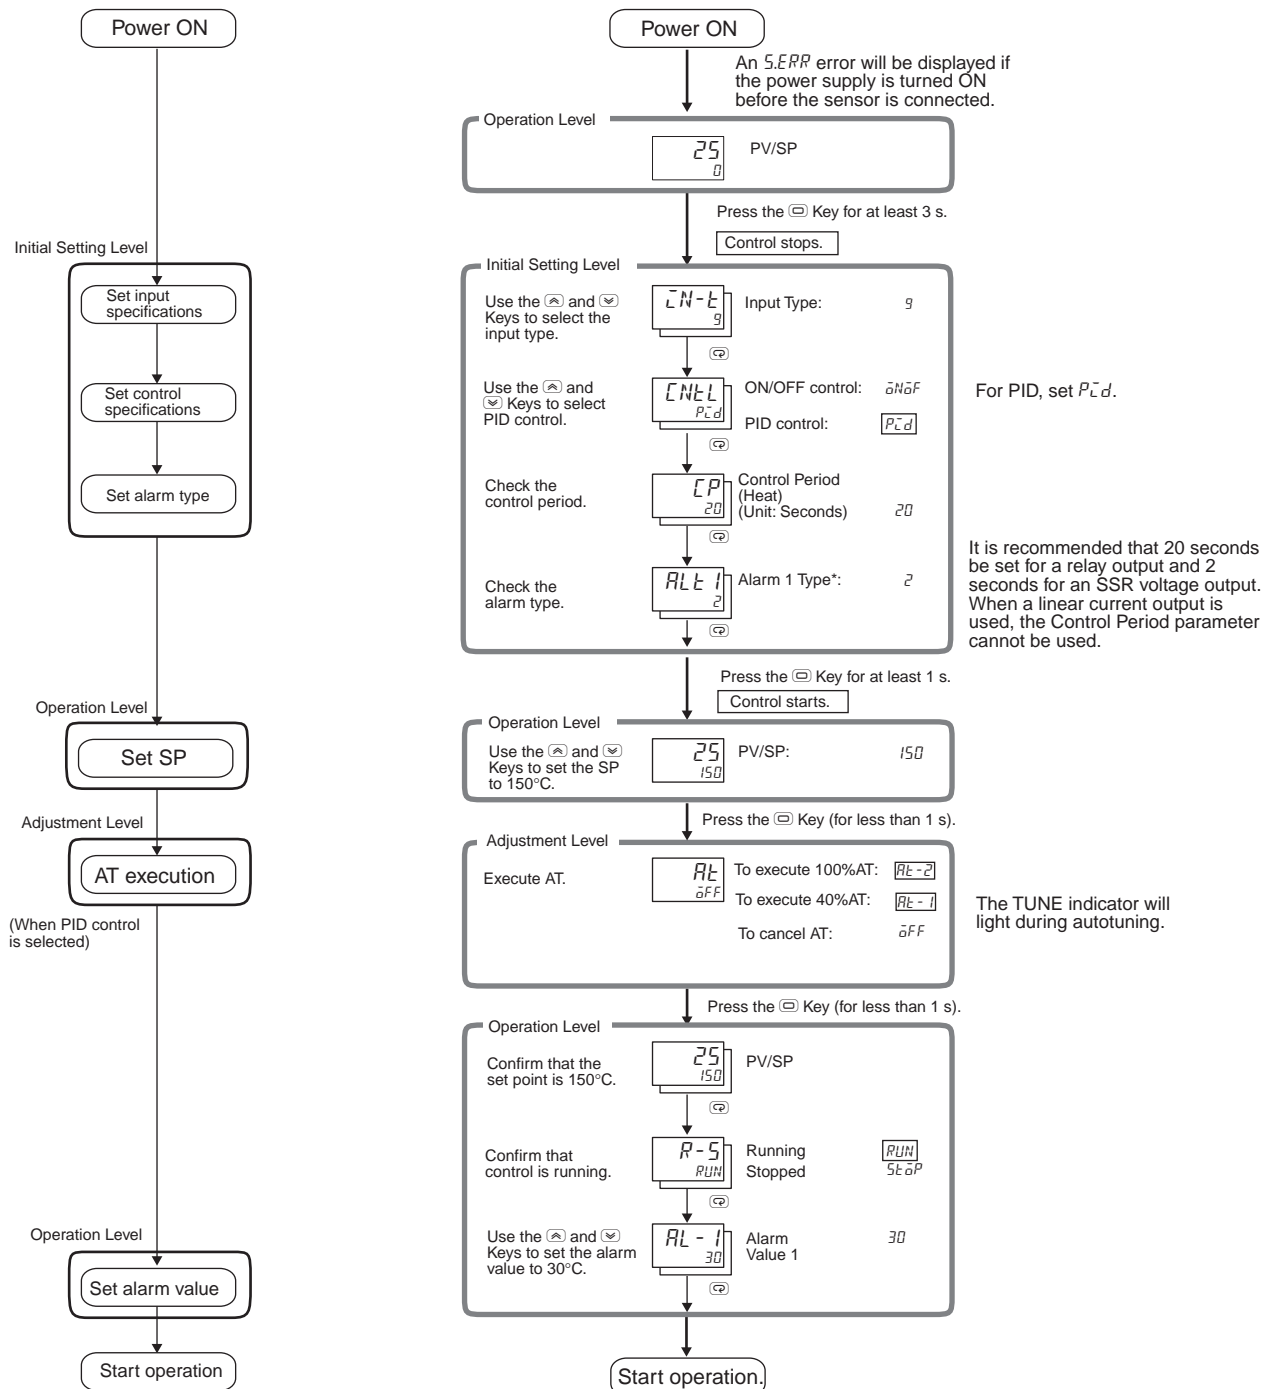 Power ON
Initial Setting Level
Set input
specifications
Set control
specifications
Set alarm type
Operation Level
Set SP
Adjustment Level
AT execution
(When PID control
is selected)
Operation Level
Set alarm value
Start operation
Power ON
An S.ERR error will be displayed if
the power supply is turned ON
before the sensor is connected.
Operation Level
25
0
PV/SP
Press the Key for at least 3 s.
Control stops.
Initial Setting Level
Use the and
Keys to select the
input type.
IN-t
9
Input Type:
9
Use the and
Keys to select
PID control.
CNtL
PId
ON/OFF control:
oNoF
PID control:
PId
For PID, set PId.
Check the
control period.
CP
20
Control Period
(Heat)
(Unit: Seconds)
20
It is recommended that 20 seconds
be set for a relay output and 2
seconds for an SSR voltage output.
When a linear current output is
used, the Control Period parameter
cannot be used.
Check the
alarm type.
ALt1
2
Alarm 1 Type*:
2
Press the Key for at least 1 s.
Control starts.
Operation Level
Use the and
Keys to set the SP
to 150°C.
25
150
PV/SP:
150
Press the Key (for less than 1 s).
Adjustment Level
Execute AT.
At
oFF
To execute 100%AT:
At-2
To execute 40%AT:
At-1
To cancel AT:
oFF
The TUNE indicator will
light during autotuning.
Press the Key (for less than 1 s).
Operation Level
Confirm that the
set point is 150°C.
25
150
PV/SP
Confirm that
control is running.
R-S
RUN
Running
RUN
Stopped
StoP
Use the and
Keys to set the alarm
value to 30°C.
AL-1
30
Alarm
Value 1
30
Start operation.